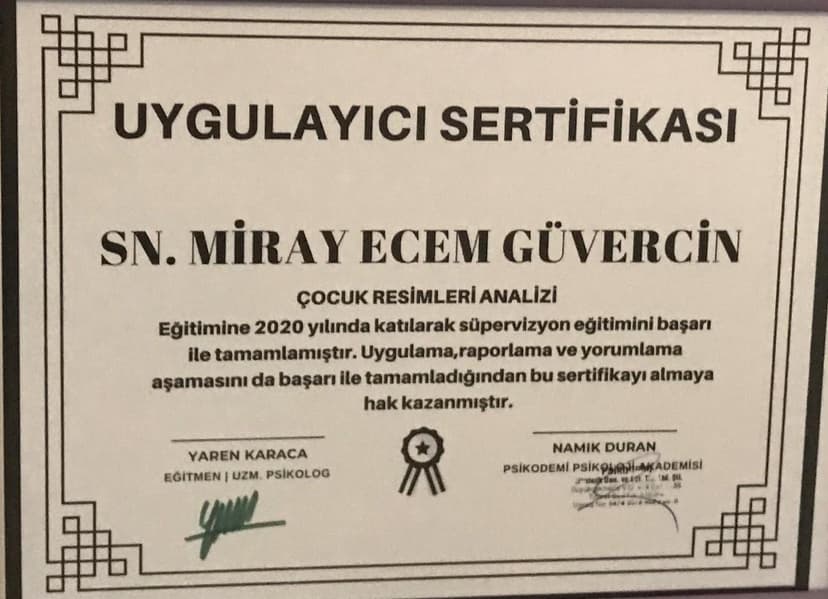 UYGULAYICI SERTİFİKASI
SN. MİRAY ECEM GÜVERCİN
ÇOCUK RESİMLERİ ANALİZİ
Eğitimine 2020 yılında katılarak süpervizyon eğitimini başarı
ile tamamlamıştır. Uygulama,raporlama ve yorumlama
aşamasını da başarı ile tamamladığından bu sertifikayı almaya
hak kazanmıştır.
YAREN KARACA
EĞİTMEN | UZM. PSİKOLOG
NAMIK DURAN
PSİKODEMİ PSİKOLOJİ AKADEMİSİ